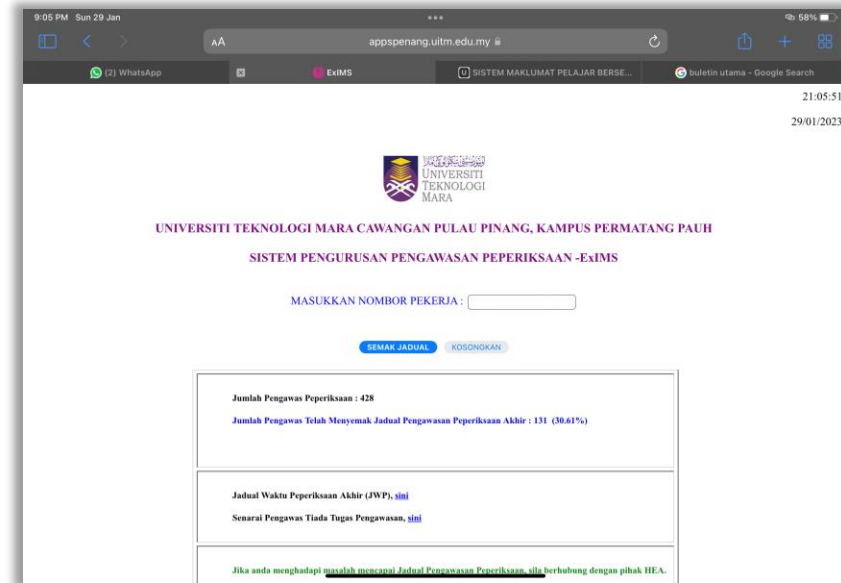 9:05 PM Sun 29 Jan
58%
AA
appspenang.uitm.edu.my
(2) WhatsApp
ExIMS
SISTEM MAKLUMAT PELAJAR BERSE...
buletin utama - Google Search
21:05:51
29/01/2023
UNIVERSITI
TEKNOLOGI
MARA
UNIVERSITI TEKNOLOGI MARA CAWANGAN PULAU PINANG, KAMPUS PERMATANG PAUH
SISTEM PENGURUSAN PENGAWASAN PEPERIKSAAN -ExIMS
MASUKKAN NOMBOR PEKERJA :
SEMAK JADUAL KOSONGKAN
Jumlah Pengawas Peperiksaan : 428
Jumlah Pengawas Telah Menyemak Jadual Pengawasan Peperiksaan Akhir : 131 (30.61%)
Jadual Waktu Peperiksaan Akhir (JWP), sini
Senarai Pengawas Tiada Tugas Pengawasan, sini
Jika anda menghadapi masalah mencapai Jadual Pengawasan Peperiksaan, sila berhubung dengan pihak HEA.